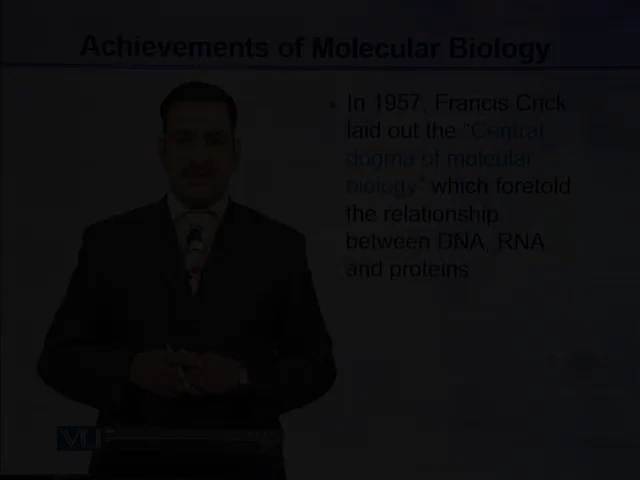 Achievements of Molecular Biology
In 1957, Francis Crick
laid out the "Central
dogma of molecular
biology" which foretold
the relationship
between DNA, RNA
and proteins
VU